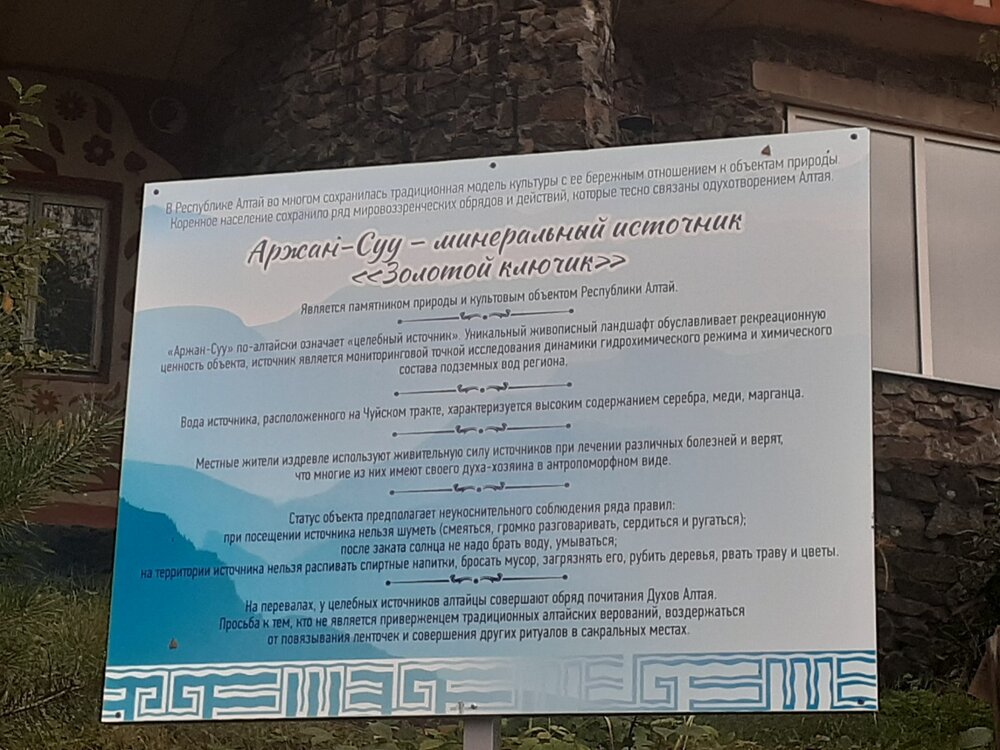 В Республике Алтай во многом сохранилась традиционная модель культуры с ее бережным отношением к объектам природы.
Коренное население сохранило ряд мировоззренческих обрядов и действий, которые тесно связаны одухотворением Алтая.
Аржан-Суу – минеральный источник
<<Золотой ключик>>
Является памятником природы и культовым объектом Республики Алтай.
«Аржан-Суу» по-алтайски означает «целебный источник». Уникальный живописный ландшафт обуславливает рекреационную
ценность объекта, источник является мониторинговой точкой исследования динамики гидрохимического режима и химического
состава подземных вод региона.
Вода источника, расположенного на Чуйском тракте, характеризуется высоким содержанием серебра, меди, марганца.
Местные жители издревле используют живительную силу источников при лечении различных болезней и верят,
что многие из них имеют своего духа-хозяина в антропоморфном виде.
Статус объекта предполагает неукоснительного соблюдения ряда правил:
при посещении источника нельзя шуметь (смеяться, громко разговаривать, сердиться и ругаться);
после заката солнца не надо брать воду, умываться;
на территории источника нельзя распивать спиртные напитки, бросать мусор, загрязнять его, рубить деревья, рвать траву и цветы.
На перевалах, у целебных источников алтайцы совершают обряд почитания Духов Алтая.
Просьба к тем, кто не является приверженцем традиционных алтайских верований, воздержаться
от повязывания ленточек и совершения других ритуалов в сакральных местах.